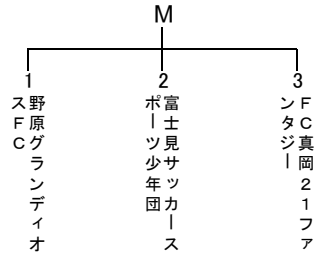 M
1
2
3
野原グランディオ
スFC
富士見サッカース
ポーツ少年団
FC真岡21ファ
ンタジー